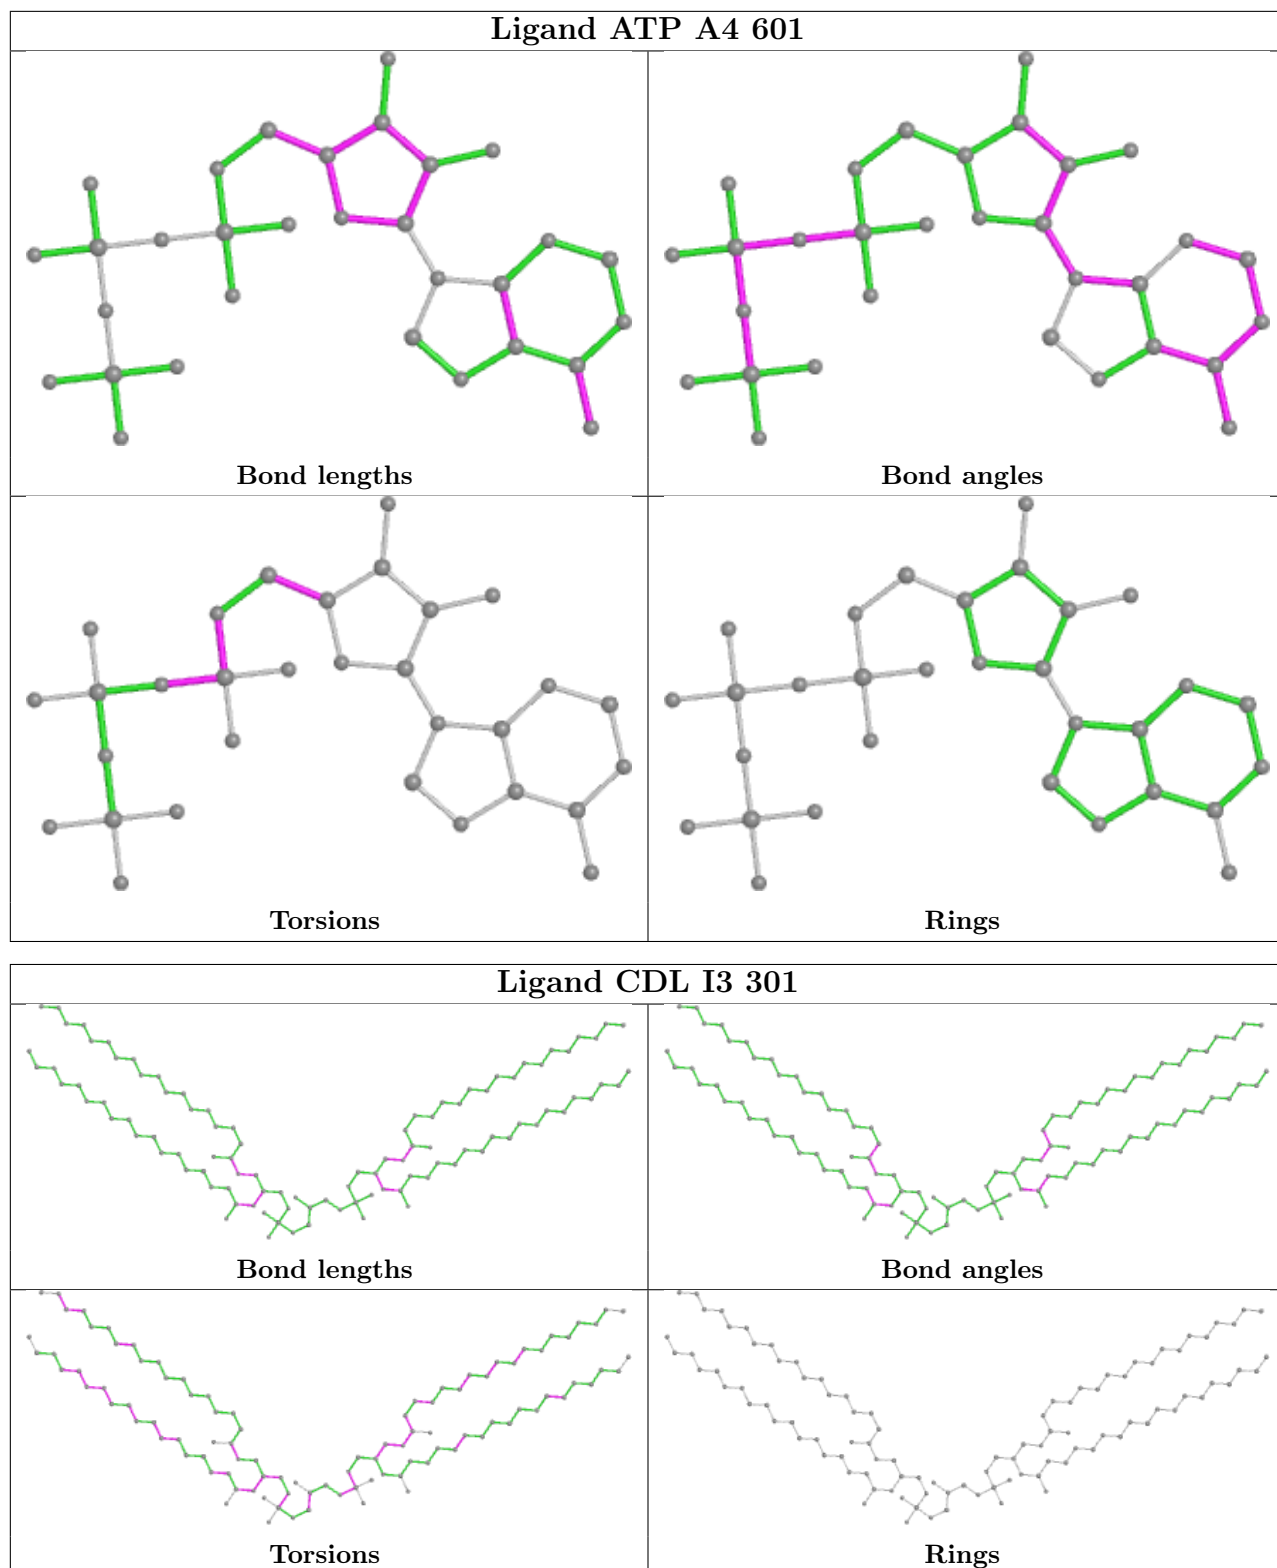 Ligand ATP A4 601
Bond lengths
Bond angles
Torsions
Rings
Ligand CDL I3 301
Bond lengths
Bond angles
Torsions
Rings